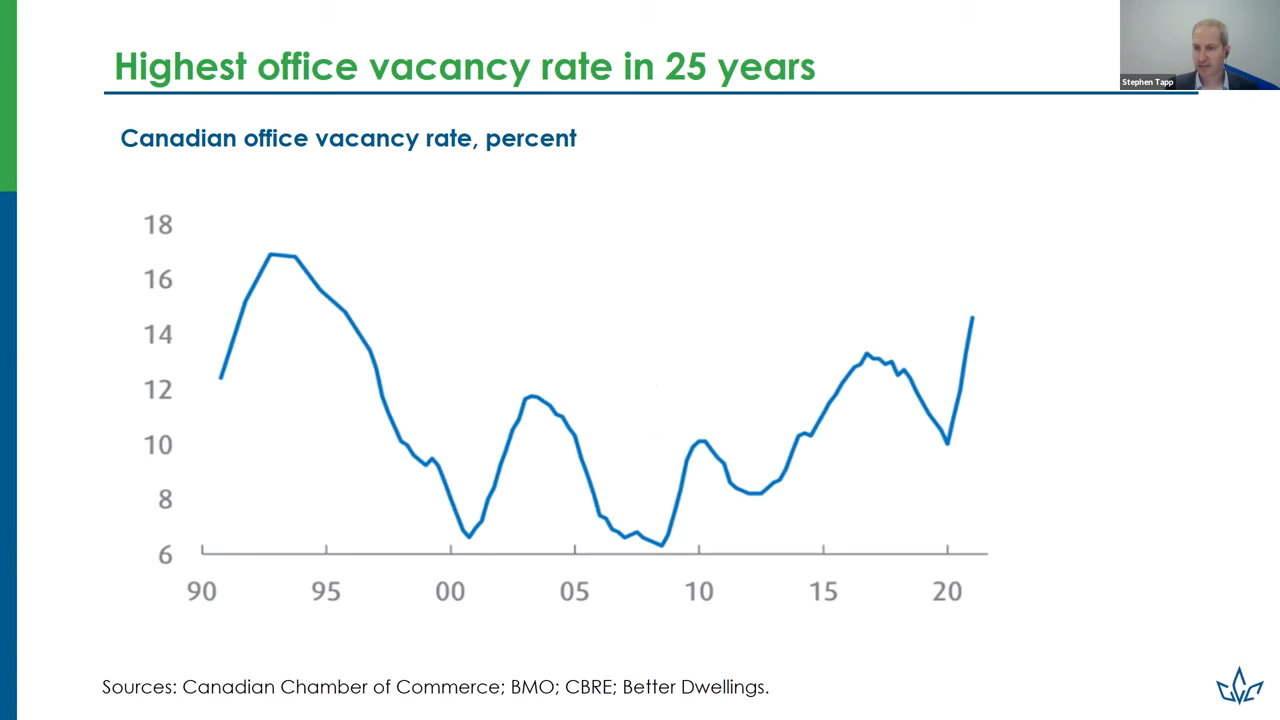 Highest office vacancy rate in 25 years
Stephen Tapp
Canadian office vacancy rate, percent
18
16
14
12
10
8
6
90 95 00 05 10 15 20
Sources: Canadian Chamber of Commerce; BMO; CBRE; Better Dwellings.